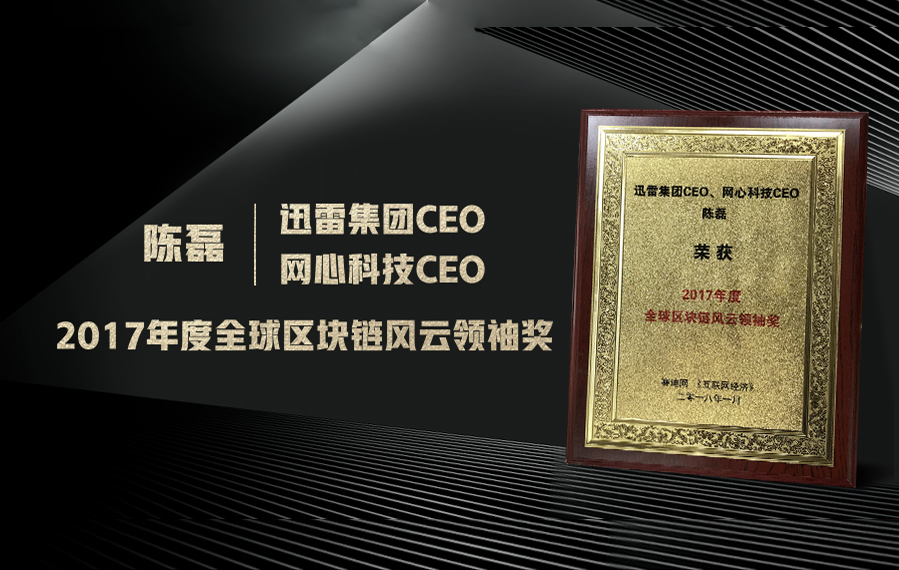 陈磊
迅雷集团CEO
网心科技CEO
2017年度全球区块链风云领袖奖
迅雷集团CEO、网心科技CEO
陈磊
荣获
2017年度
全球区块链风云领袖奖
赛迪网 《互联网经济》
二零一八年一月